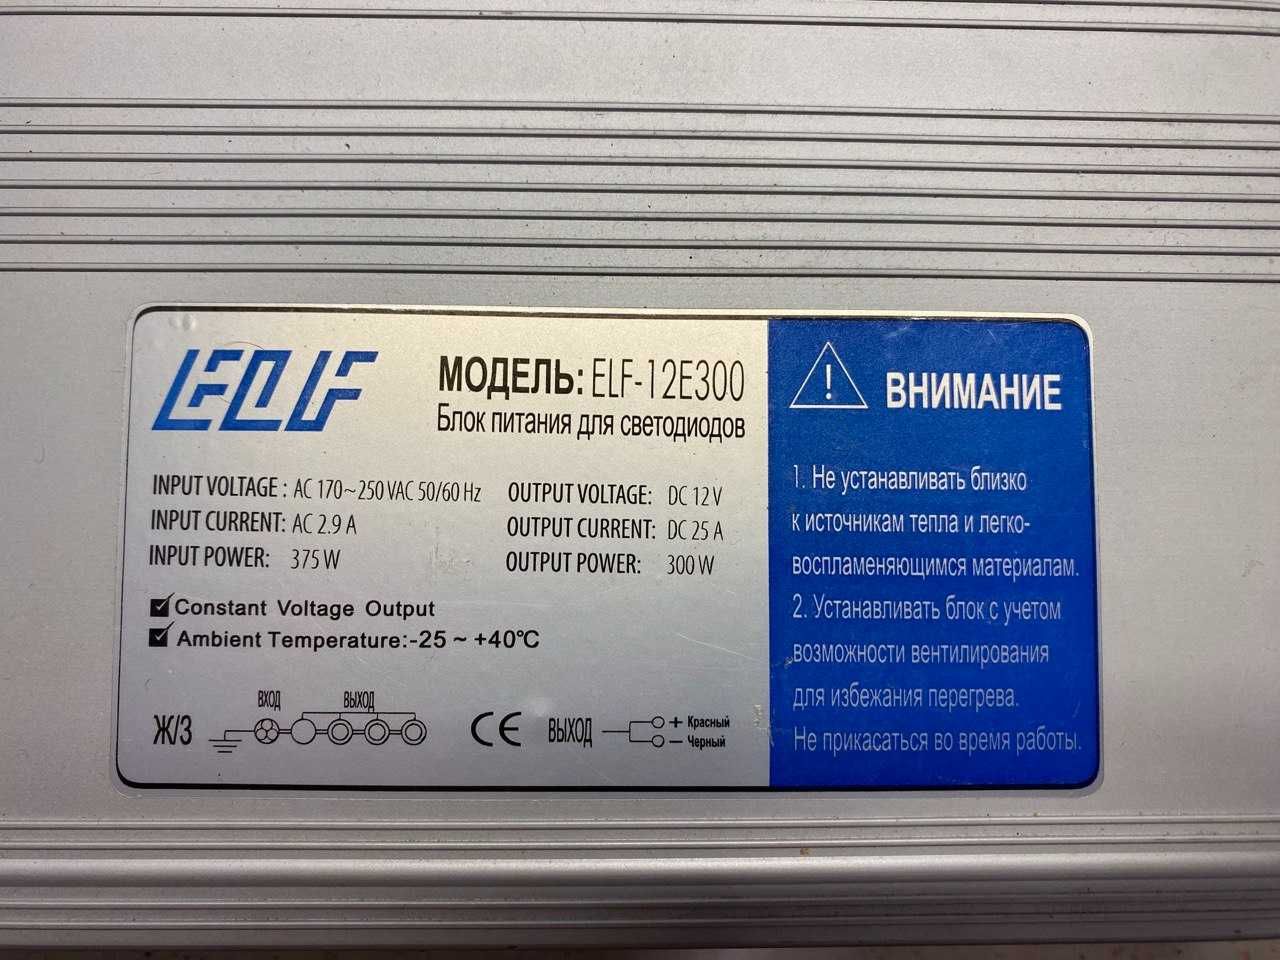 ELF
МОДЕЛЬ: ELF-12E300
Блок питания для светодиодов
INPUT VOLTAGE : AC 170~250 VAC 50/60 Hz
INPUT CURRENT: AC 2.9 A
INPUT POWER: 375 W
OUTPUT VOLTAGE: DC 12 V
OUTPUT CURRENT: DC 25 A
OUTPUT POWER: 300 W
Constant Voltage Output
Ambient Temperature:-25 ~ +40℃
Ж/З
ВХОД
ВЫХОД
CE
ВЫХОД
+ Красный
− Черный
! ВНИМАНИЕ
1. Не устанавливать близко
к источникам тепла и легко-
воспламеняющимся материалам.
2. Устанавливать блок с учетом
возможности вентилирования
для избежания перегрева.
Не прикасаться во время работы.